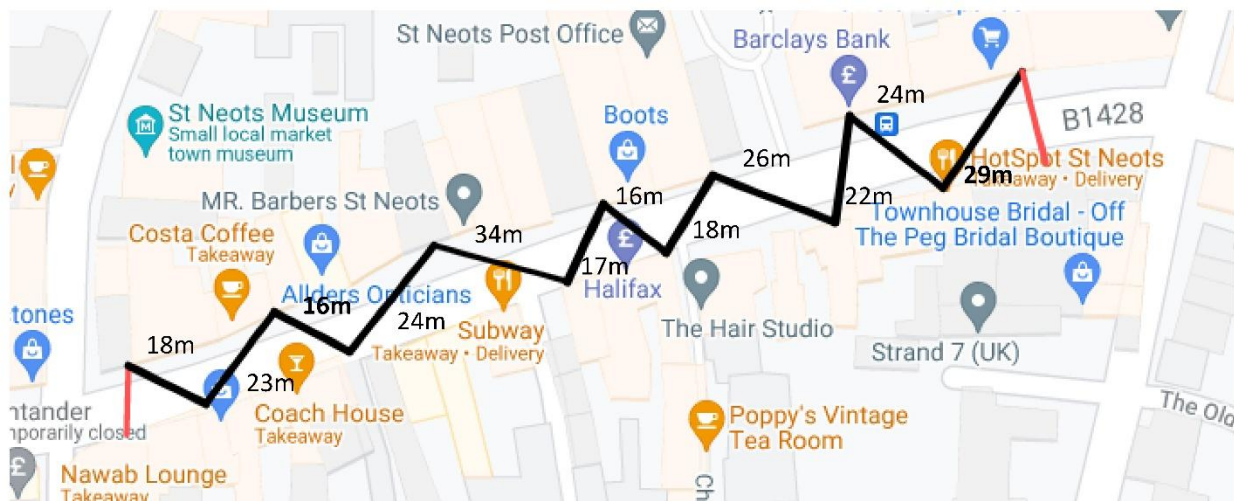 St Neots Post Office
Barclays Bank
24m
B1428
St Neots Museum
Small local market
town museum
Boots
26m
HotSpot St Neots
Takeaway • Delivery
29m
MR. Barbers St Neots
16m
22m
Townhouse Bridal - Off
The Peg Bridal Boutique
Costa Coffee
Takeaway
34m
18m
17m
Halifax
Allders Opticians
16m
24m
tones
The Hair Studio
Subway
Takeaway • Delivery
Strand 7 (UK)
18m
23m
Coach House
Takeaway
ntander
nporarily closed
Poppy's Vintage
Tea Room
The Old
Nawab Lounge
Takeaway
Ch